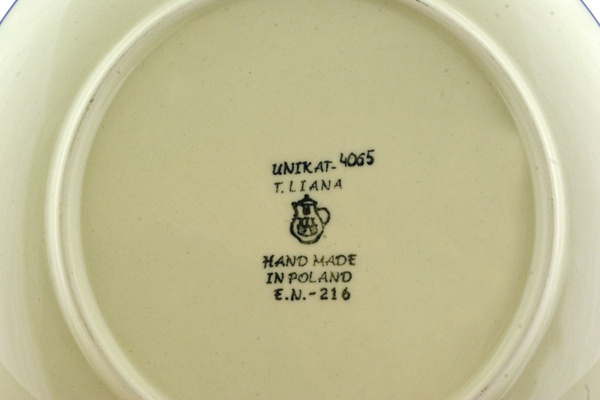 UNIKAT-4065
T. LIANA
HAND MADE
IN POLAND
E.N.-216